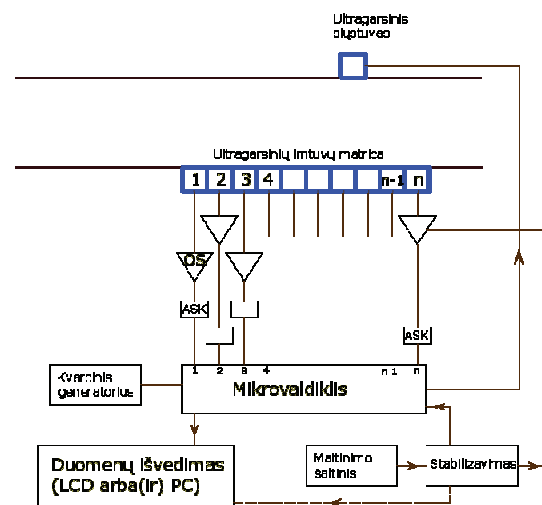 Ultragarsinis
siųstuvas
Ultragarsinių imtuvų matrica
1 2 3 4 n-1 n
OS
ASK
ASK
1 2 3 4 n-1 n
Mikrovaldiklis
Kvarcinis
generatorius
Duomenų išvedimas
(LCD arba(ir) PC)
Maitinimo
šaltinis
Stabilizavimas